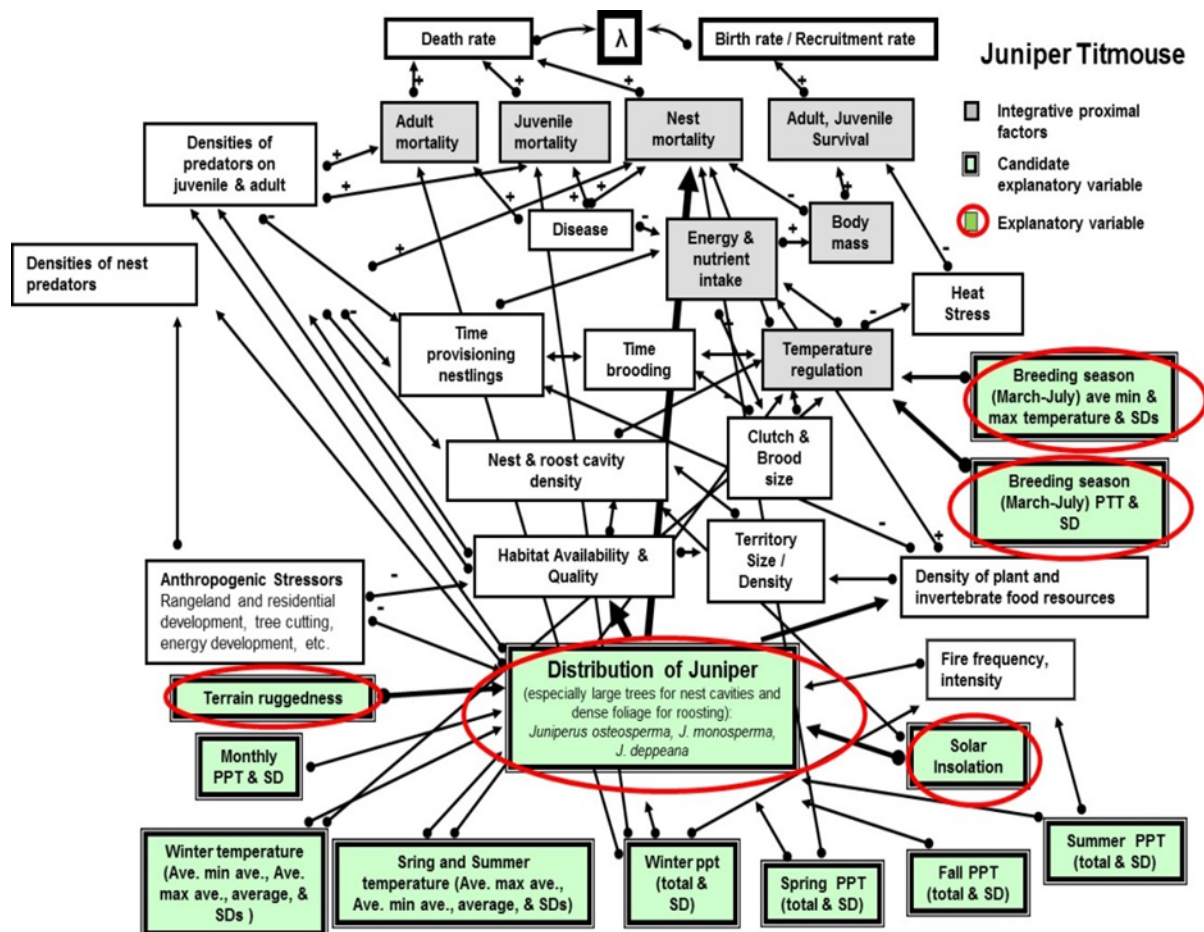 Death rate
λ
Birth rate / Recruitment rate
Juniper Titmouse
Integrative proximal
factors
Candidate
explanatory variable
Explanatory variable
+
+
+
+
Adult
mortality
Juvenile
mortality
Nest
mortality
Adult, Juvenile
Survival
Densities of
predators on
juvenile & adult
+
+
-
+
+
+
+
+
-
-
+
+
-
Disease
Energy &
nutrient
intake
Body
mass
Densities of nest
predators
Heat
Stress
-
-
Time
provisioning
nestlings
Time
brooding
Temperature
regulation
Breeding season
(March-July) ave min &
max temperature & SDs
-
Clutch &
Brood
size
Nest & roost cavity
density
Breeding season
(March-July) PTT &
SD
Habitat Availability &
Quality
Territory
Size /
Density
-
+
Density of plant and
invertebrate food resources
Anthropogenic Stressors
Rangeland and residential
development, tree cutting,
energy development, etc.
-
-
Terrain ruggedness
Distribution of Juniper
(especially large trees for nest cavities and
dense foliage for roosting):
Juniperus osteosperma, J. monosperma,
J. deppeana
Fire frequency,
intensity
Monthly
PPT & SD
Solar
Insolation
Winter temperature
(Ave. min ave., Ave.
max ave., average, &
SDs )
Sring and Summer
temperature (Ave. max ave.,
Ave. min ave., average, & SDs)
Winter ppt
(total &
SD)
Spring PPT
(total & SD)
Fall PPT
(total & SD)
Summer PPT
(total & SD)